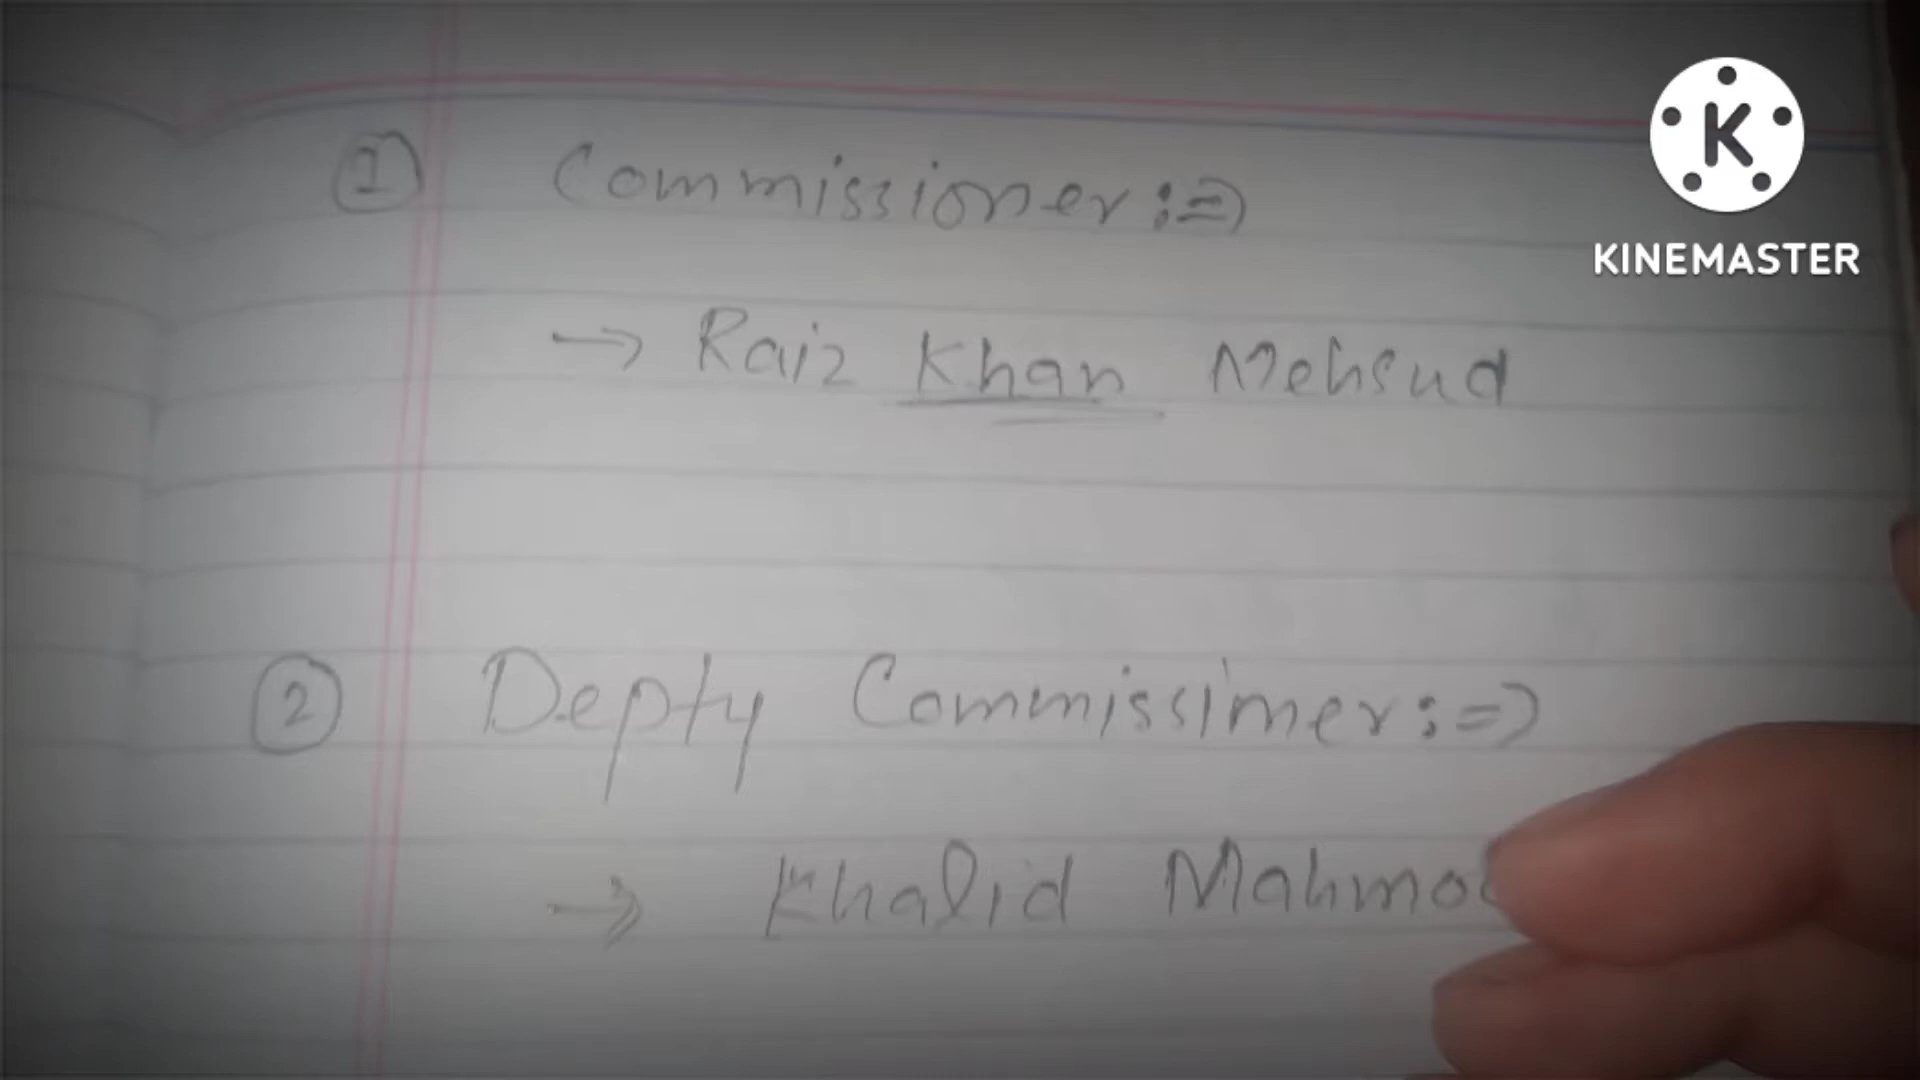 ① Commissioner:⇒
→ Raiz Khan Mehsud
KINEMASTER
② Depty Commissimer:⇒
→ Khalid